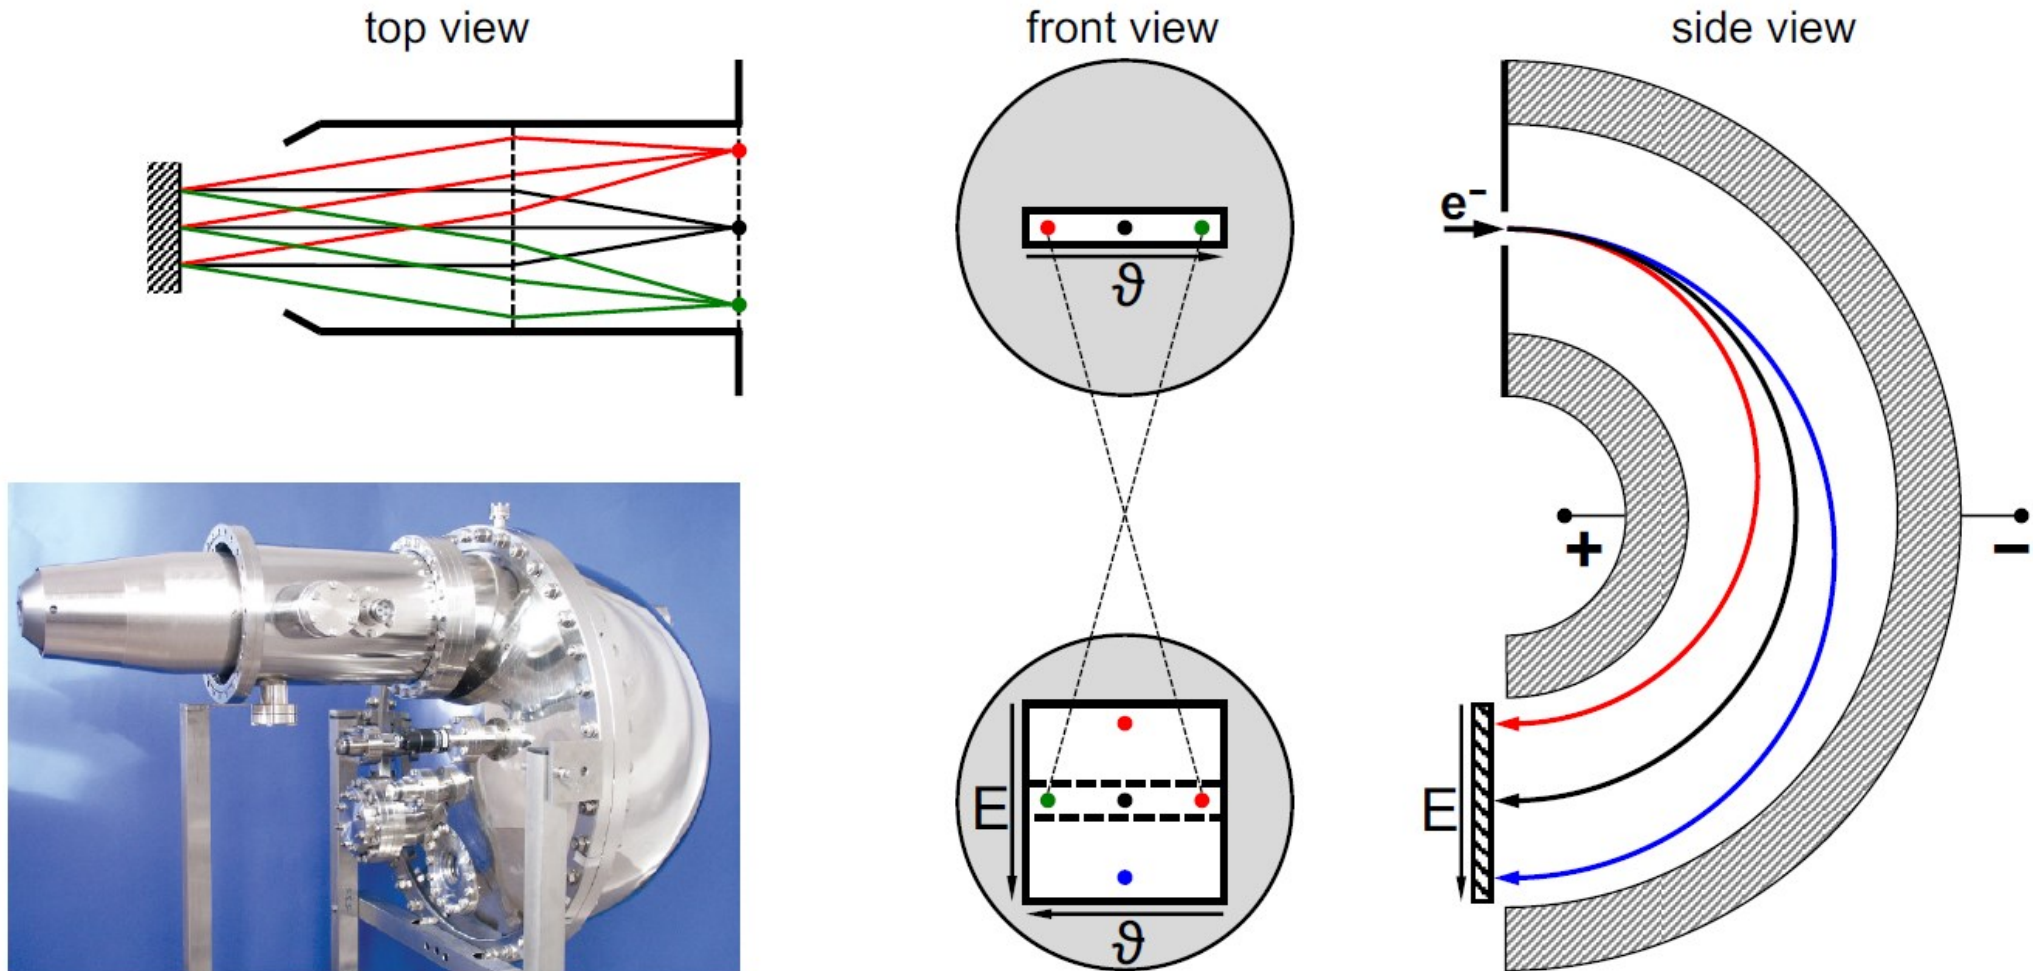 top view
front view
side view
e⁻
ϑ
+
−
E
ϑ
E